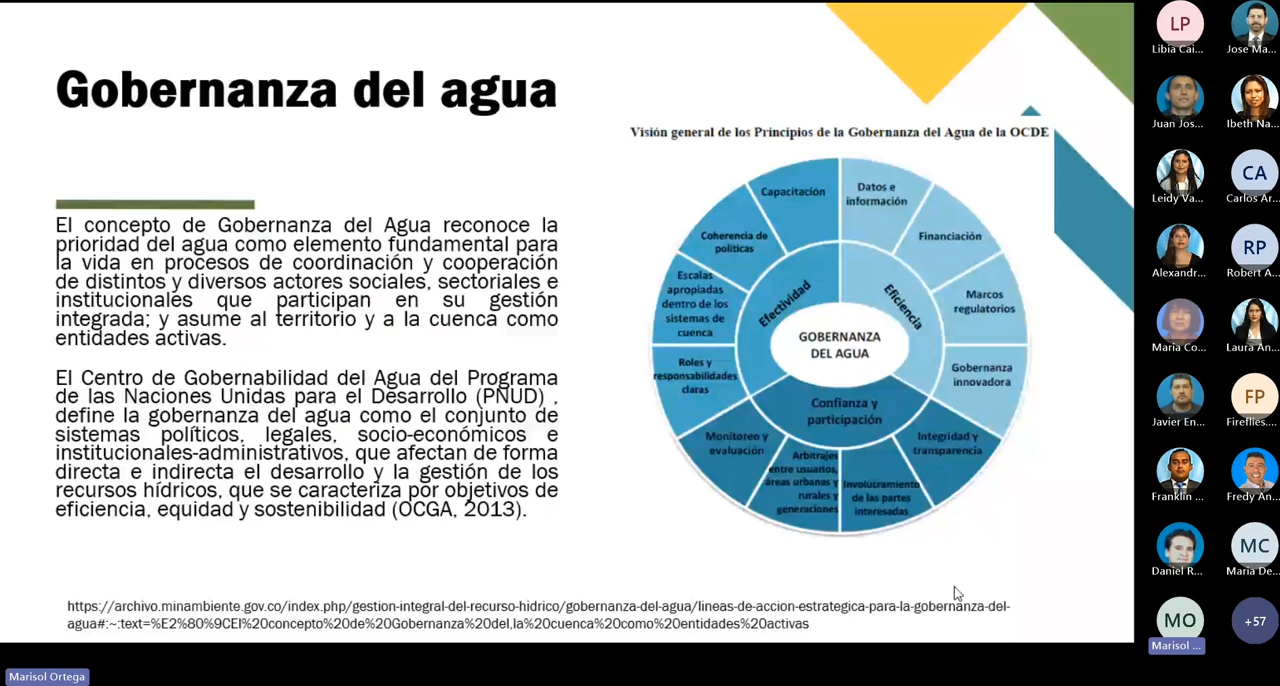 Gobernanza del agua
El concepto de Gobernanza del Agua reconoce la
prioridad del agua como elemento fundamental para
la vida en procesos de coordinación y cooperación
de distintos y diversos actores sociales, sectoriales e
institucionales que participan en su gestión
integrada; y asume al territorio y a la cuenca como
entidades activas.
El Centro de Gobernabilidad del Agua del Programa
de las Naciones Unidas para el Desarrollo (PNUD) ,
define la gobernanza del agua como el conjunto de
sistemas políticos, legales, socio-económicos e
institucionales-administrativos, que afectan de forma
directa e indirecta el desarrollo y la gestión de los
recursos hídricos, que se caracteriza por objetivos de
eficiencia, equidad y sostenibilidad (OCGA, 2013).
Visión general de los Principios de la Gobernanza del Agua de la OCDE
Capacitación
Datos e
información
Coherencia de
políticas
Financiación
Escalas
apropiadas
dentro de los
sistemas de
cuenca
Efectividad
Eficiencia
Marcos
regulatorios
GOBERNANZA
DEL AGUA
Roles y
responsabilidades
claras
Gobernanza
innovadora
Confianza y
participación
Monitoreo y
evaluación
Integridad y
transparencia
Arbitrajes
entre usuarios,
áreas urbanas y
rurales y
generaciones
Involucramiento
de las partes
interesadas
https://archivo.minambiente.gov.co/index.php/gestion-integral-del-recurso-hidrico/gobernanza-del-agua/lineas-de-accion-estrategica-para-la-gobernanza-del-
agua#:~:text=%E2%80%9CEl%20concepto%20de%20Gobernanza%20del,la%20cuenca%20como%20entidades%20activas
LP
Libia Cai...
Jose Ma...
Juan Jos...
Ibeth Na...
Leidy Va...
CA
Carlos Ar...
Alexandr...
RP
Robert A...
Maria Co...
Laura An...
Javier En...
FP
Fireflies....
Franklin ...
Fredy An...
Daniel R...
MC
Maria De...
MO
Marisol ...
+57
Marisol Ortega